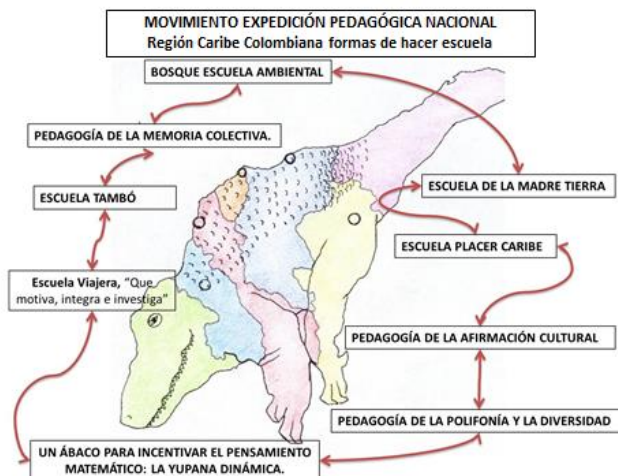 MOVIMIENTO EXPEDICIÓN PEDAGÓGICA NACIONAL
Región Caribe Colombiana formas de hacer escuela
BOSQUE ESCUELA AMBIENTAL
PEDAGOGÍA DE LA MEMORIA COLECTIVA.
ESCUELA TAMBÓ
ESCUELA DE LA MADRE TIERRA
ESCUELA PLACER CARIBE
Escuela Viajera, “Que
motiva, integra e investiga”
PEDAGOGÍA DE LA AFIRMACIÓN CULTURAL
PEDAGOGÍA DE LA POLIFONÍA Y LA DIVERSIDAD
UN ÁBACO PARA INCENTIVAR EL PENSAMIENTO
MATEMÁTICO: LA YUPANA DINÁMICA.